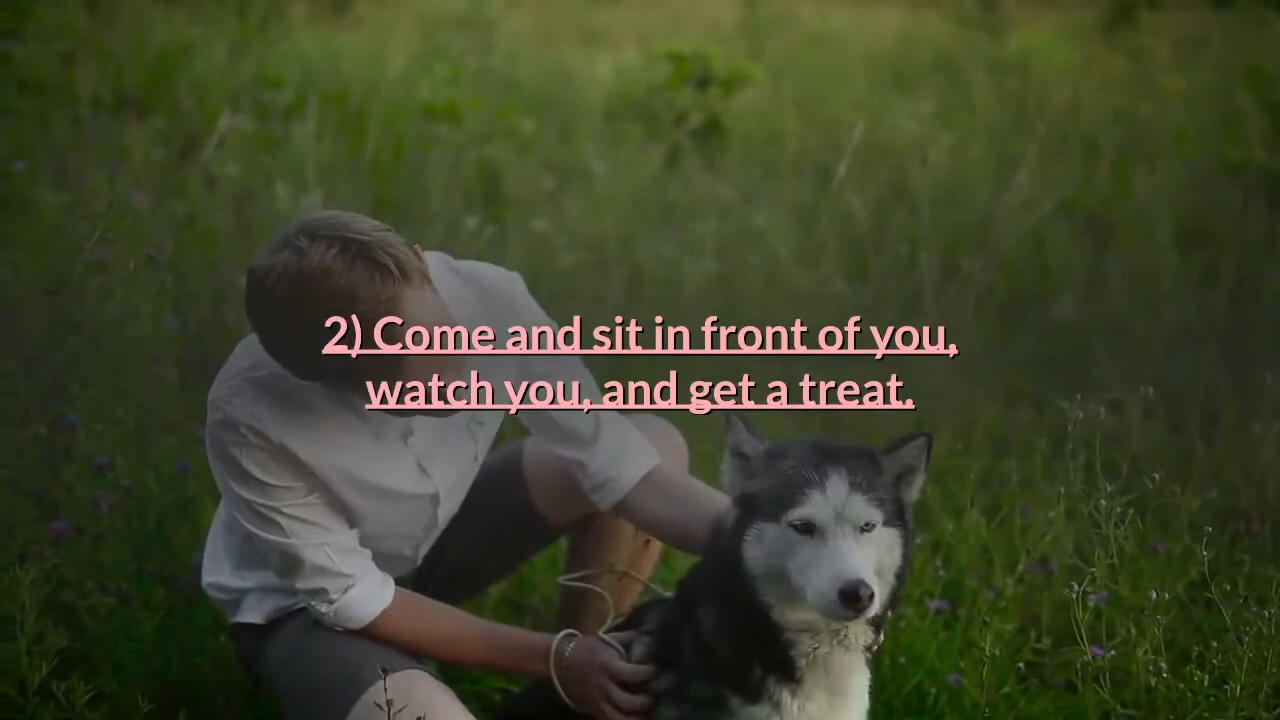 2) Come and sit in front of you,
watch you, and get a treat.